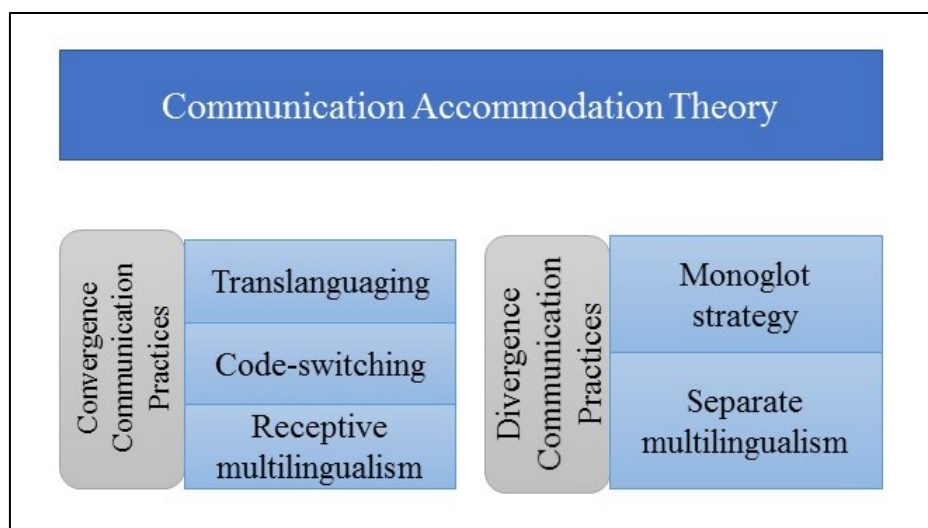 Communication Accommodation Theory
Convergence
Communication
Practices
Translanguaging
Code-switching
Receptive
multilingualism
Divergence
Communication
Practices
Monoglot
strategy
Separate
multilingualism